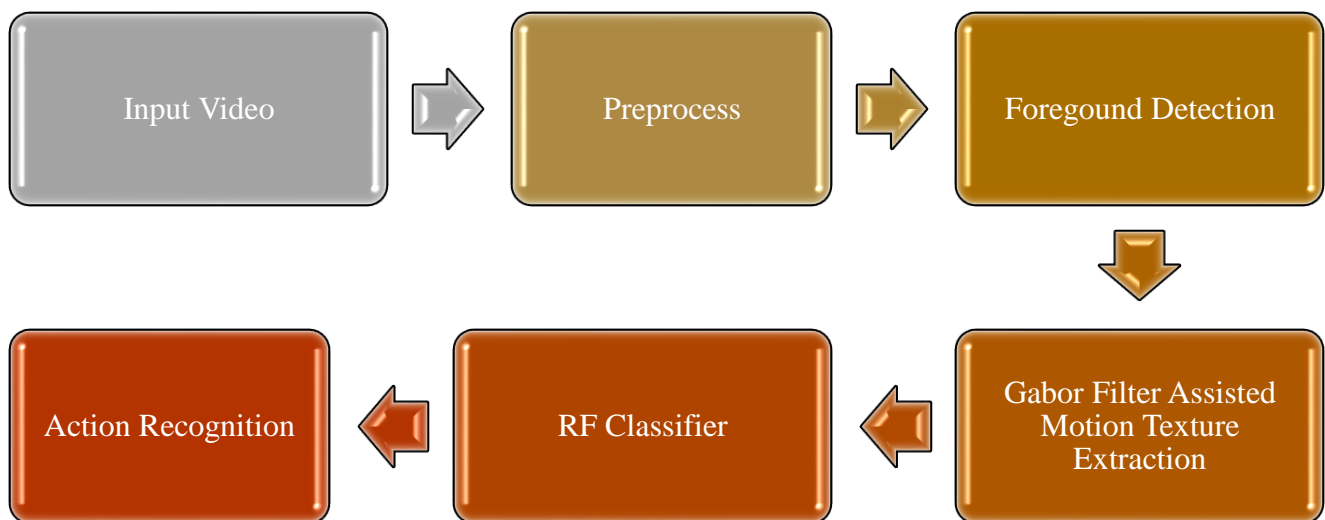 Input Video
Preprocess
Foregound Detection
Gabor Filter Assisted
Motion Texture
Extraction
RF Classifier
Action Recognition